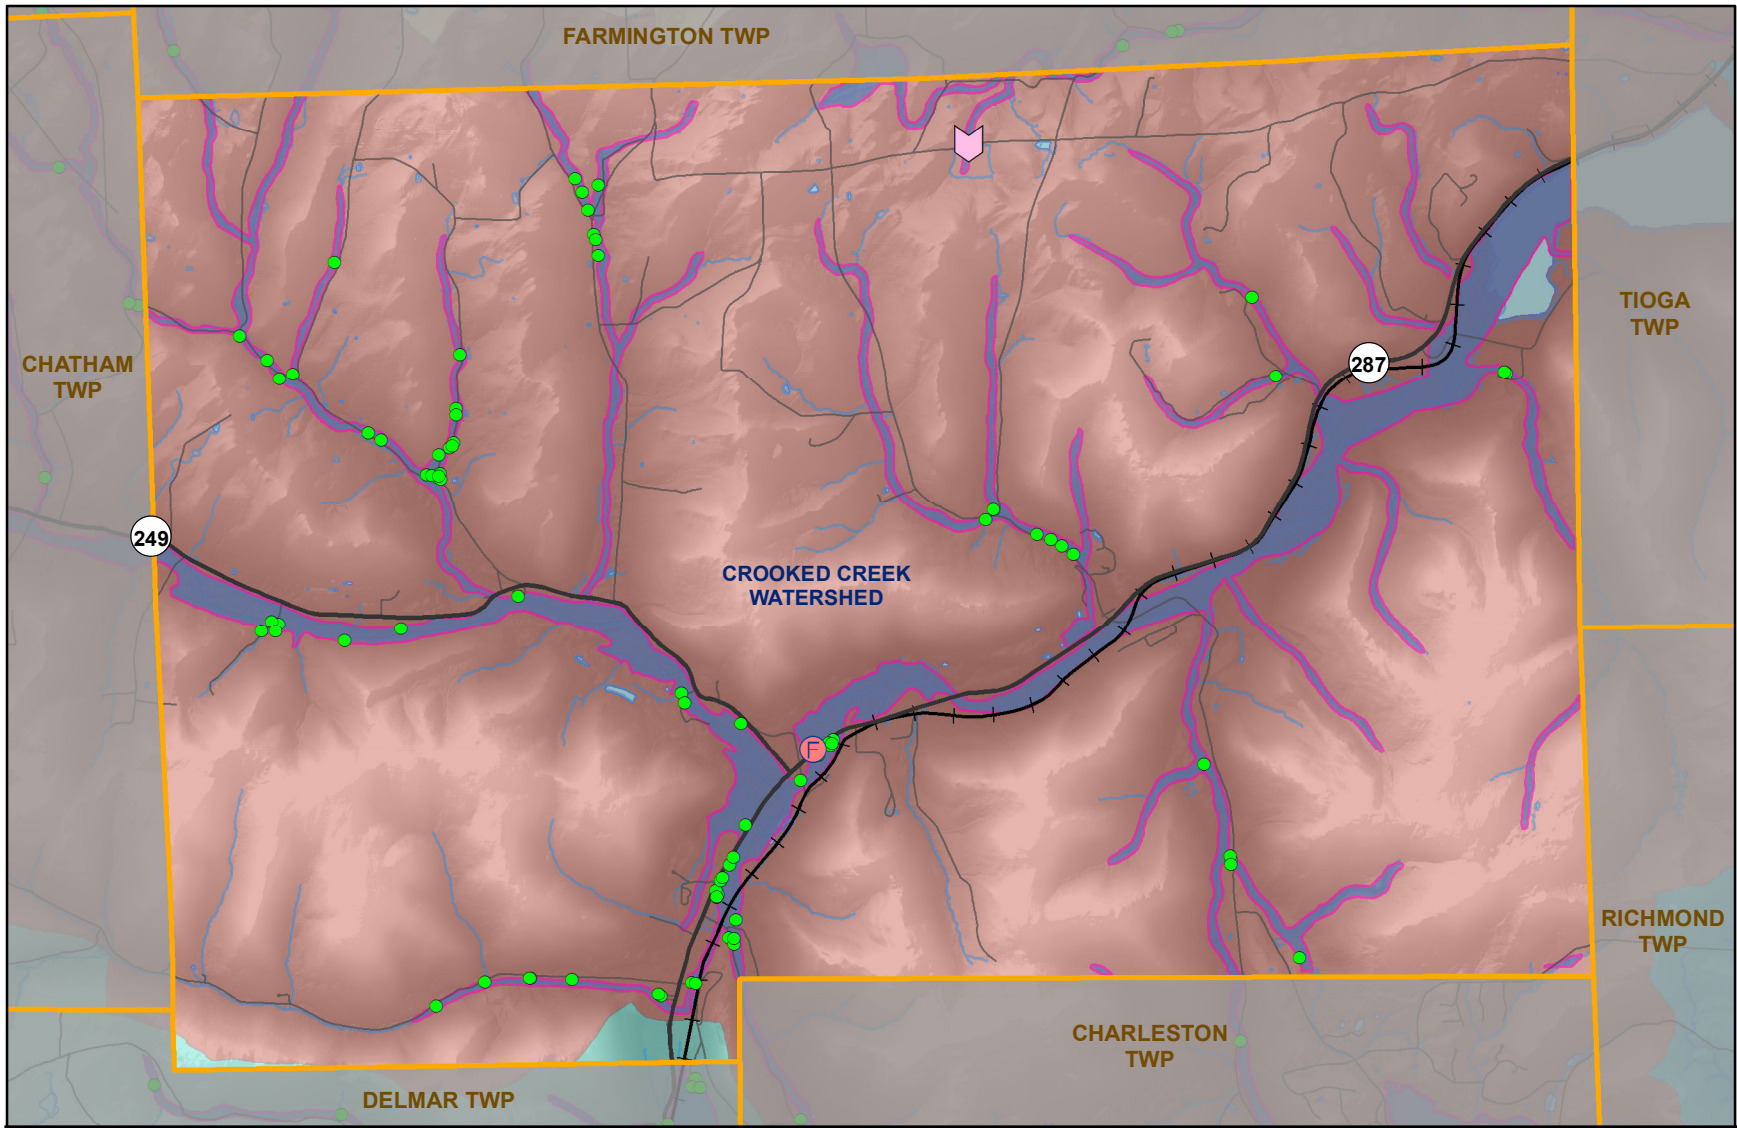 FARMINGTON TWP
TIOGA
TWP
CHATHAM
TWP
287
249
CROOKED CREEK
WATERSHED
F
RICHMOND
TWP
CHARLESTON
TWP
DELMAR TWP